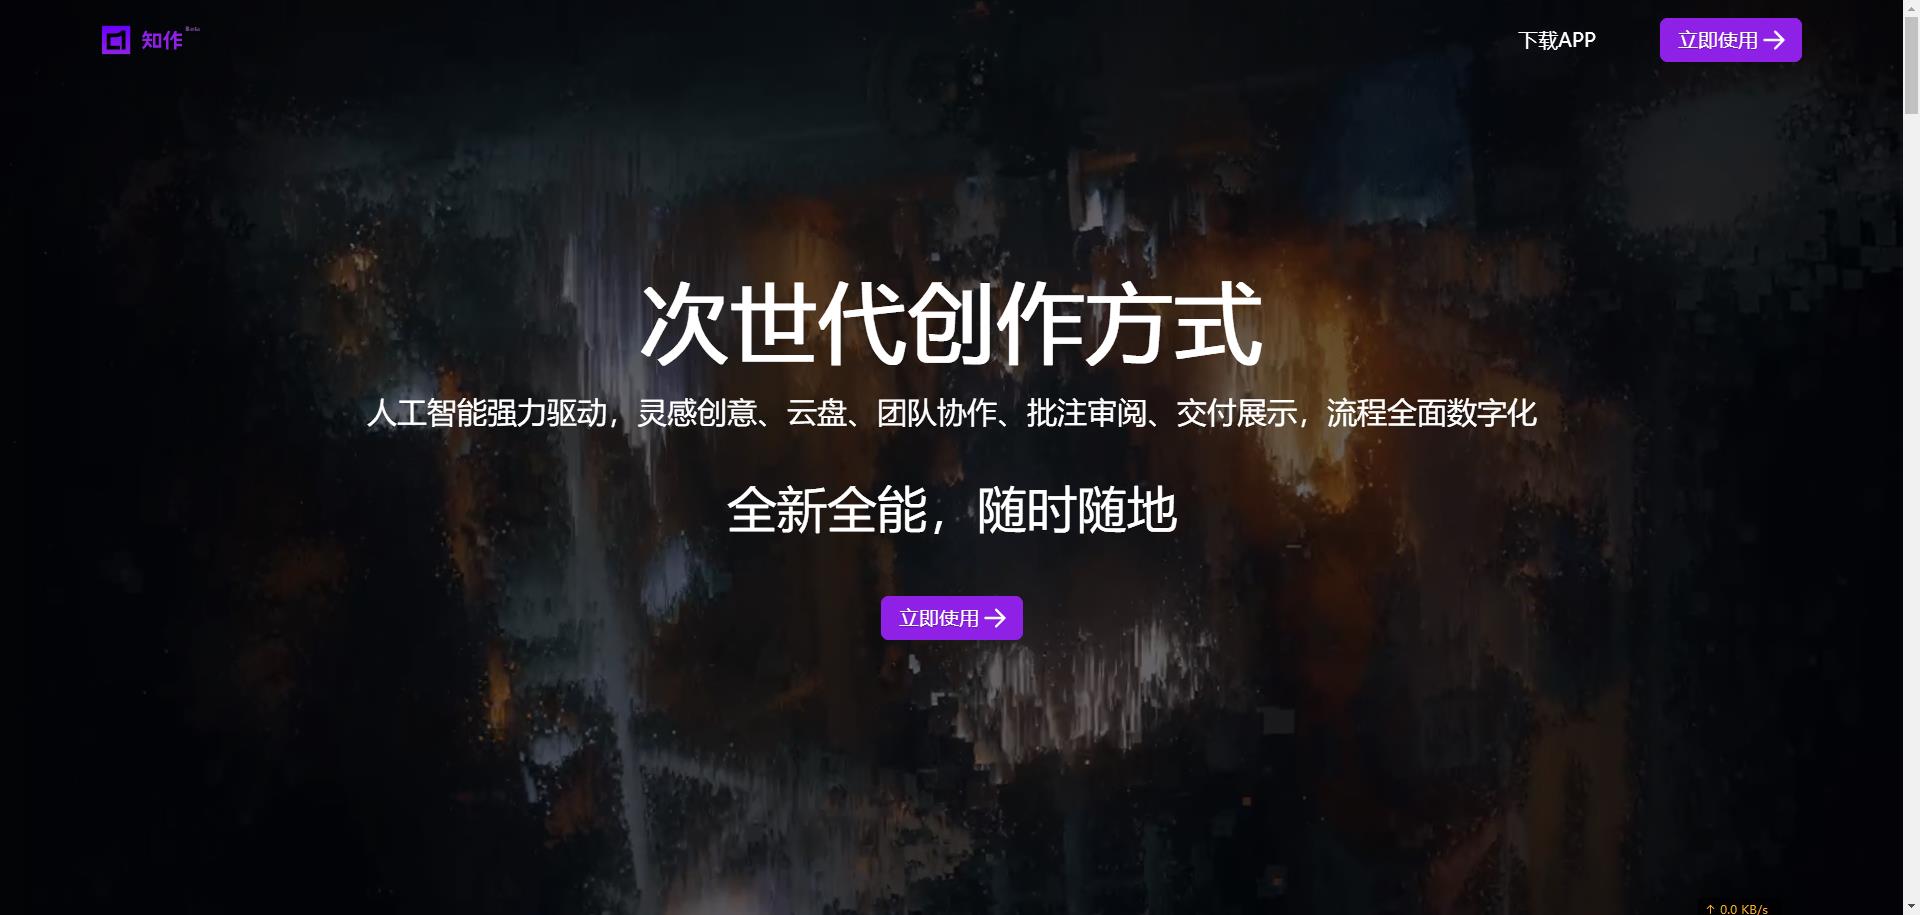 知作 Beta
下载APP
立即使用→
次世代创作方式
人工智能强力驱动，灵感创意、云盘、团队协作、批注审阅、交付展示，流程全面数字化
全新全能，随时随地
立即使用→
↑ 0.0 KB/s